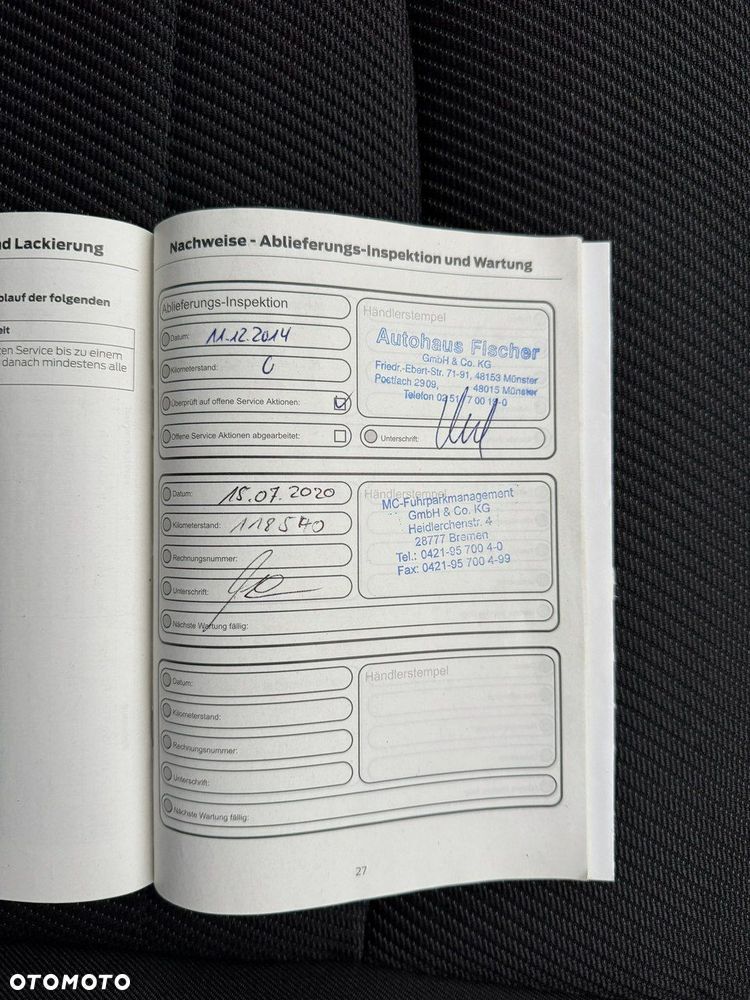 nd Lackierung
blauf der folgenden
eit
en Service bis zu einem
danach mindestens alle
Nachweise - Ablieferungs-Inspektion und Wartung
Ablieferungs-Inspektion
Datum: 11.12.2014
Kilometerstand: 0
Überprüft auf offene Service Aktionen:
Offene Service Aktionen abgearbeitet:
Händlerstempel
Autohaus Fischer
GmbH & Co. KG
Friedr.-Ebert-Str. 71-91, 48153 Münster
Postfach 2909, 48015 Münster
Telefon 02 51 / 7 00 19-0
Unterschrift:
Datum: 15.07.2020
Kilometerstand: 118540
Rechnungsnummer:
Unterschrift:
Nächste Wartung fällig:
Händlerstempel
MC-Fuhrparkmanagement
GmbH & Co. KG
Heidlerchenstr. 4
28777 Bremen
Tel.: 0421-95 700 4-0
Fax: 0421-95 700 4-99
Datum:
Kilometerstand:
Rechnungsnummer:
Unterschrift:
Nächste Wartung fällig:
Händlerstempel
27
OTOMOTO